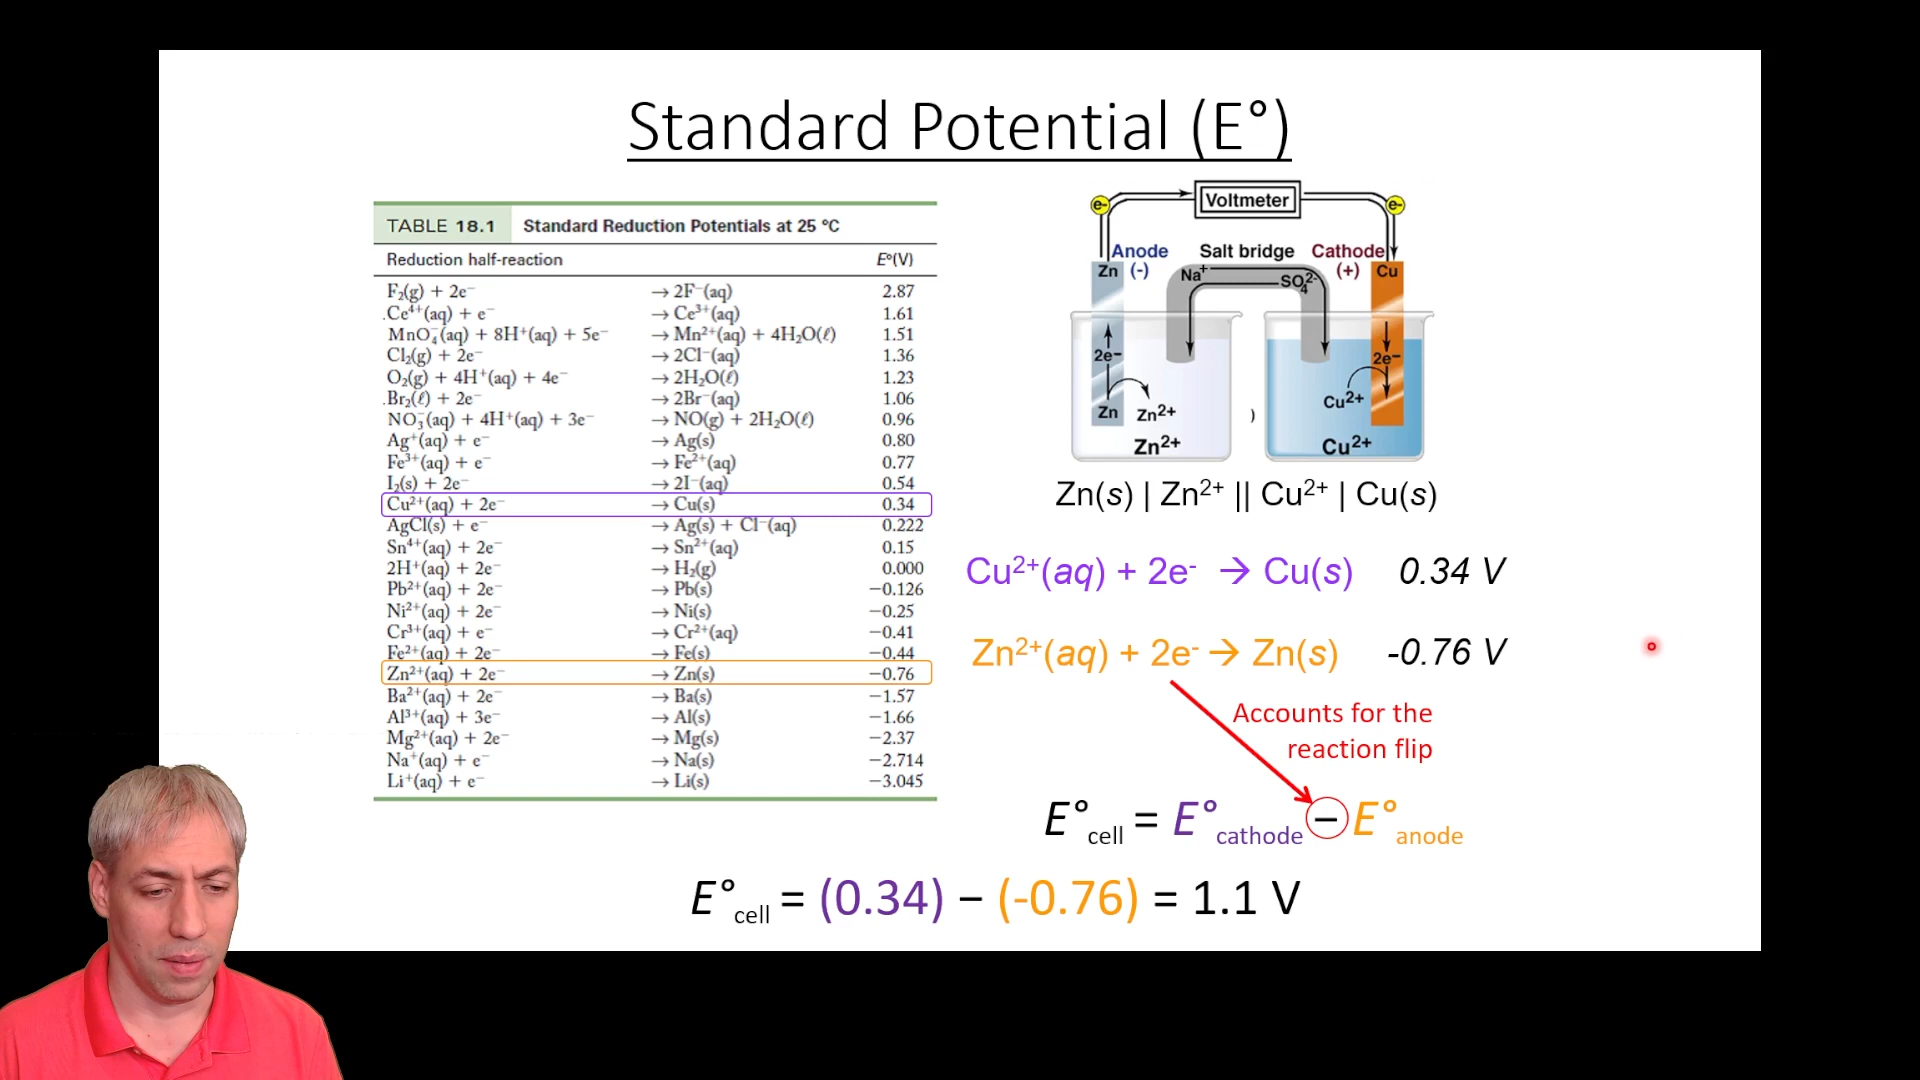 Standard Potential (E°)
TABLE 18.1 Standard Reduction Potentials at 25 °C
Reduction half-reaction E°(V)
F₂(g) + 2e⁻ → 2F⁻(aq) 2.87
Ce⁴⁺(aq) + e⁻ → Ce³⁺(aq) 1.61
MnO₄⁻(aq) + 8H⁺(aq) + 5e⁻ → Mn²⁺(aq) + 4H₂O(ℓ) 1.51
Cl₂(g) + 2e⁻ → 2Cl⁻(aq) 1.36
O₂(g) + 4H⁺(aq) + 4e⁻ → 2H₂O(ℓ) 1.23
Br₂(ℓ) + 2e⁻ → 2Br⁻(aq) 1.06
NO₃⁻(aq) + 4H⁺(aq) + 3e⁻ → NO(g) + 2H₂O(ℓ) 0.96
Ag⁺(aq) + e⁻ → Ag(s) 0.80
Fe³⁺(aq) + e⁻ → Fe²⁺(aq) 0.77
I₂(s) + 2e⁻ → 2I⁻(aq) 0.54
Cu²⁺(aq) + 2e⁻ → Cu(s) 0.34
AgCl(s) + e⁻ → Ag(s) + Cl⁻(aq) 0.222
Sn⁴⁺(aq) + 2e⁻ → Sn²⁺(aq) 0.15
2H⁺(aq) + 2e⁻ → H₂(g) 0.000
Pb²⁺(aq) + 2e⁻ → Pb(s) −0.126
Ni²⁺(aq) + 2e⁻ → Ni(s) −0.25
Cr³⁺(aq) + e⁻ → Cr²⁺(aq) −0.41
Fe²⁺(aq) + 2e⁻ → Fe(s) −0.44
Zn²⁺(aq) + 2e⁻ → Zn(s) −0.76
Ba²⁺(aq) + 2e⁻ → Ba(s) −1.57
Al³⁺(aq) + 3e⁻ → Al(s) −1.66
Mg²⁺(aq) + 2e⁻ → Mg(s) −2.37
Na⁺(aq) + e⁻ → Na(s) −2.714
Li⁺(aq) + e⁻ → Li(s) −3.045
e- Voltmeter e-
Anode Salt bridge Cathode
Zn (-) Na⁺ SO₄²⁻ (+) Cu
2e- 2e-
Zn Zn2+ ) Cu2+
Zn2+ Cu2+
Zn(s) | Zn²⁺ || Cu²⁺ | Cu(s)
Cu²⁺(aq) + 2e⁻ → Cu(s) 0.34 V
Zn²⁺(aq) + 2e⁻ → Zn(s) -0.76 V
Accounts for the
reaction flip
E°cell = E°cathode − E°anode
E°cell = (0.34) − (-0.76) = 1.1 V